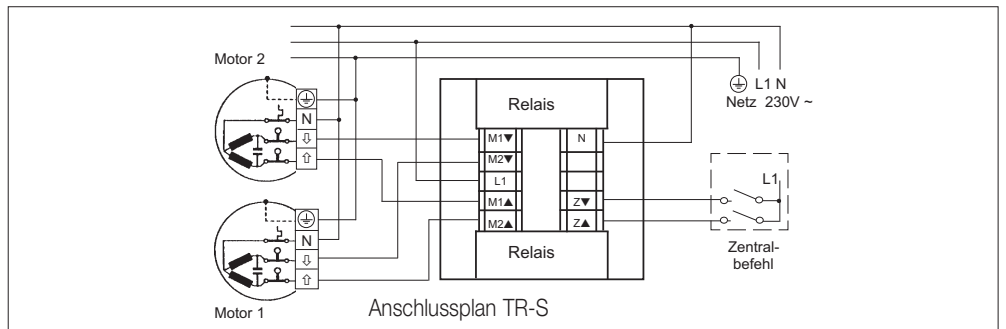 Motor 2
N
⇩
⇧
Motor 1
N
⇩
⇧
Relais
M1▼
M2▼
L1
M1▲
M2▲
N
Z▼
Z▲
Relais
L1 N
Netz 230V ~
L1
Zentral-
befehl
Anschlussplan TR-S